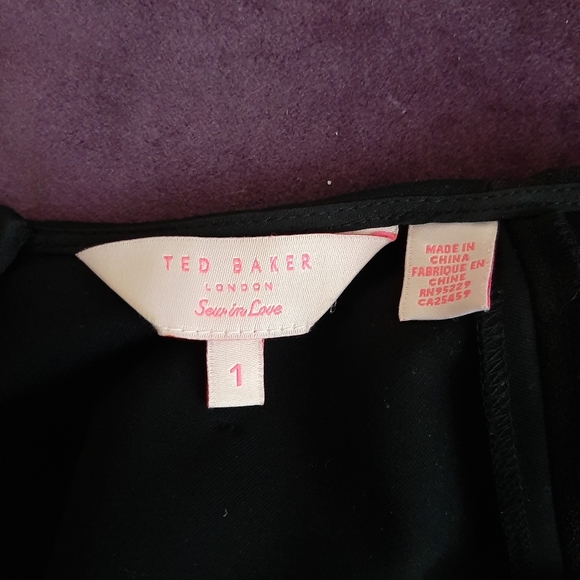 TED BAKER
LONDON
Sew in Love
1
MADE IN
CHINA
FABRIQUE EN
CHINE
RN95229
CA25459